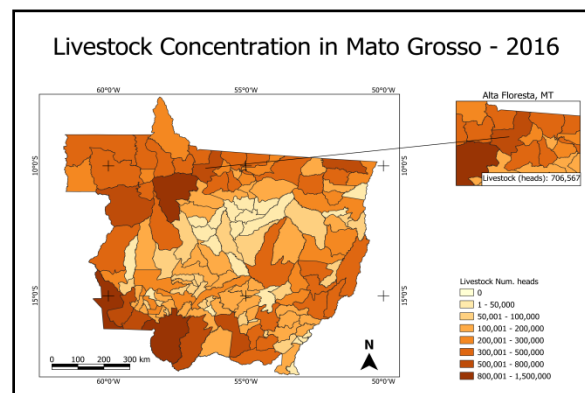 Livestock Concentration in Mato Grosso - 2016
60°0'W
55°0'W
50°0'W
Alta Floresta, MT
10°0'S
10°0'S
Livestock (heads): 706,567
15°0'S
15°0'S
Livestock Num. heads
0
1 - 50,000
50,001 - 100,000
100,001 - 200,000
200,001 - 300,000
300,001 - 500,000
500,001 - 800,000
800,001 - 1,500,000
N
0 100 200 300 km
60°0'W
55°0'W
50°0'W